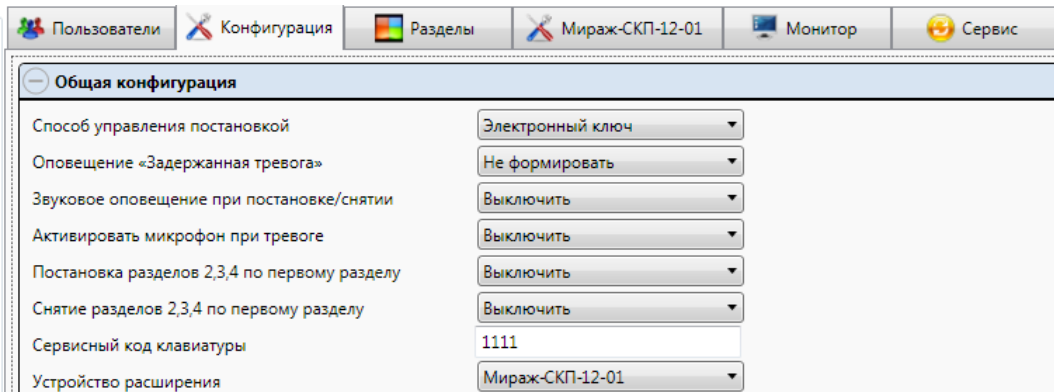 Пользователи Конфигурация Разделы Мираж-СКП-12-01 Монитор Сервис
Общая конфигурация
Способ управления постановкой Электронный ключ
Оповещение «Задержанная тревога» Не формировать
Звуковое оповещение при постановке/снятии Выключить
Активировать микрофон при тревоге Выключить
Постановка разделов 2,3,4 по первому разделу Выключить
Снятие разделов 2,3,4 по первому разделу Выключить
Сервисный код клавиатуры 1111
Устройство расширения Мираж-СКП-12-01